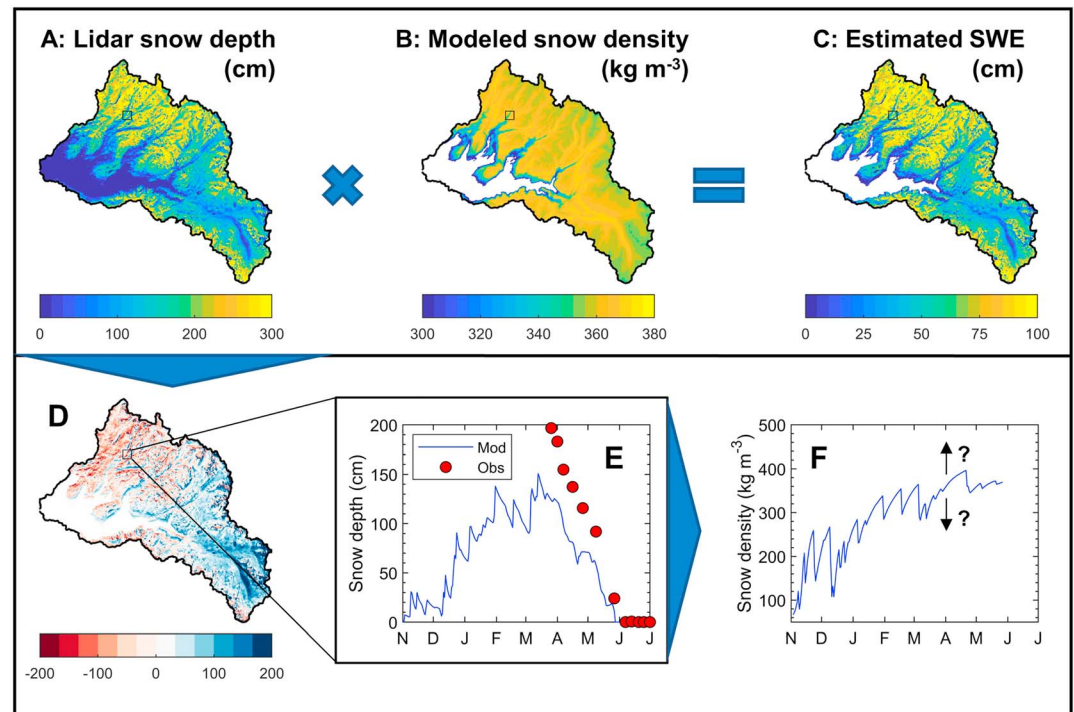 A: Lidar snow depth
(cm)
B: Modeled snow density
(kg m-3)
C: Estimated SWE
(cm)
0 100 200 300
300 320 340 360 380
0 25 50 75 100
D
-200 -100 0 100 200
E
Mod
Obs
Snow depth (cm)
200
150
100
50
0
N D J F M A M J J
F
? 
?
Snow density (kg m-3)
500
400
300
200
100
N D J F M A M J J